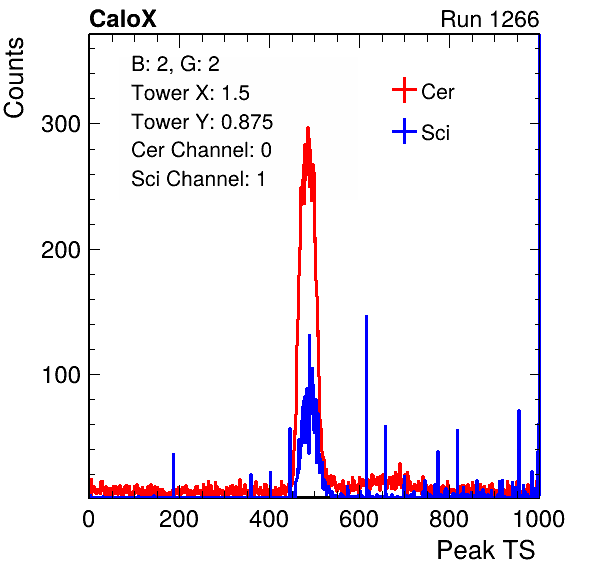 CaloX Run 1266
B: 2, G: 2
Tower X: 1.5
Tower Y: 0.875
Cer Channel: 0
Sci Channel: 1
Cer
Sci
Counts
300
200
100
0 200 400 600 800 1000
Peak TS